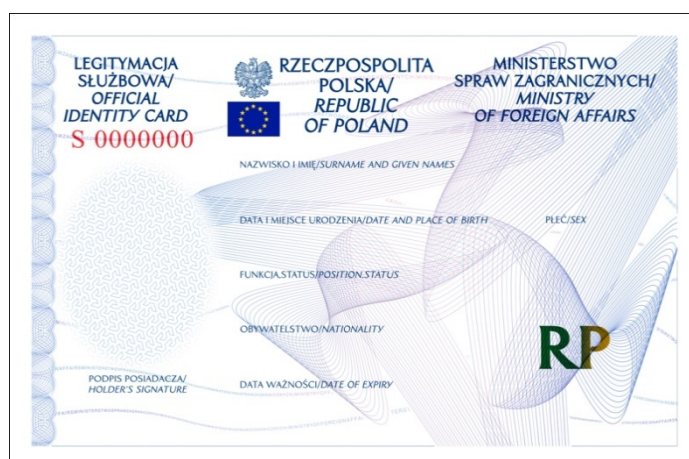 LEGITYMACJA
SŁUŻBOWA/
OFFICIAL
IDENTITY CARD
S 0000000
RZECZPOSPOLITA
POLSKA/
REPUBLIC
OF POLAND
MINISTERSTWO
SPRAW ZAGRANICZNYCH/
MINISTRY
OF FOREIGN AFFAIRS
NAZWISKO I IMIĘ/SURNAME AND GIVEN NAMES
DATA I MIEJSCE URODZENIA/DATE AND PLACE OF BIRTH
PŁEĆ/SEX
FUNKCJA,STATUS/POSITION,STATUS
OBYWATELSTWO/NATIONALITY
RP
PODPIS POSIADACZA/
HOLDER'S SIGNATURE
DATA WAŻNOŚCI/DATE OF EXPIRY